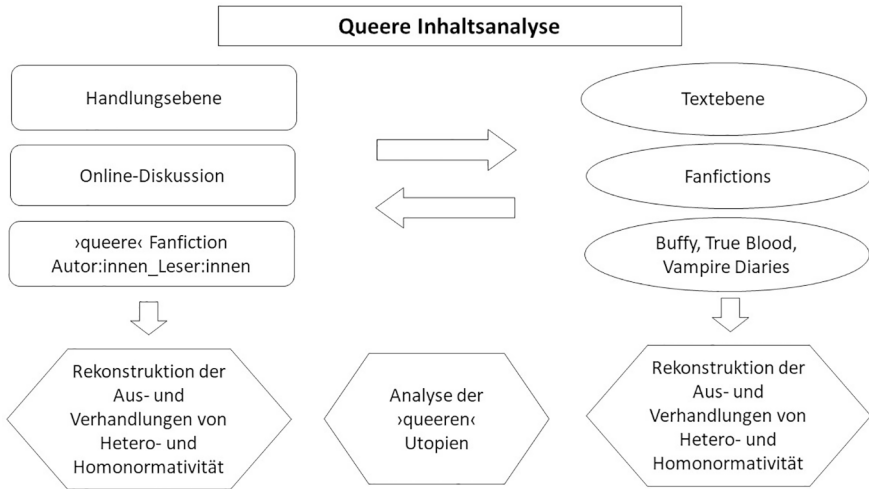 Queere Inhaltsanalyse
Handlungsebene
Textebene
Online-Diskussion
Fanfictions
›queere‹ Fanfiction
Autor:innen_Leser:innen
Buffy, True Blood,
Vampire Diaries
Rekonstruktion der
Aus- und
Verhandlungen von
Hetero- und
Homonormativität
Analyse der
›queeren‹
Utopien
Rekonstruktion der
Aus- und
Verhandlungen von
Hetero- und
Homonormativität